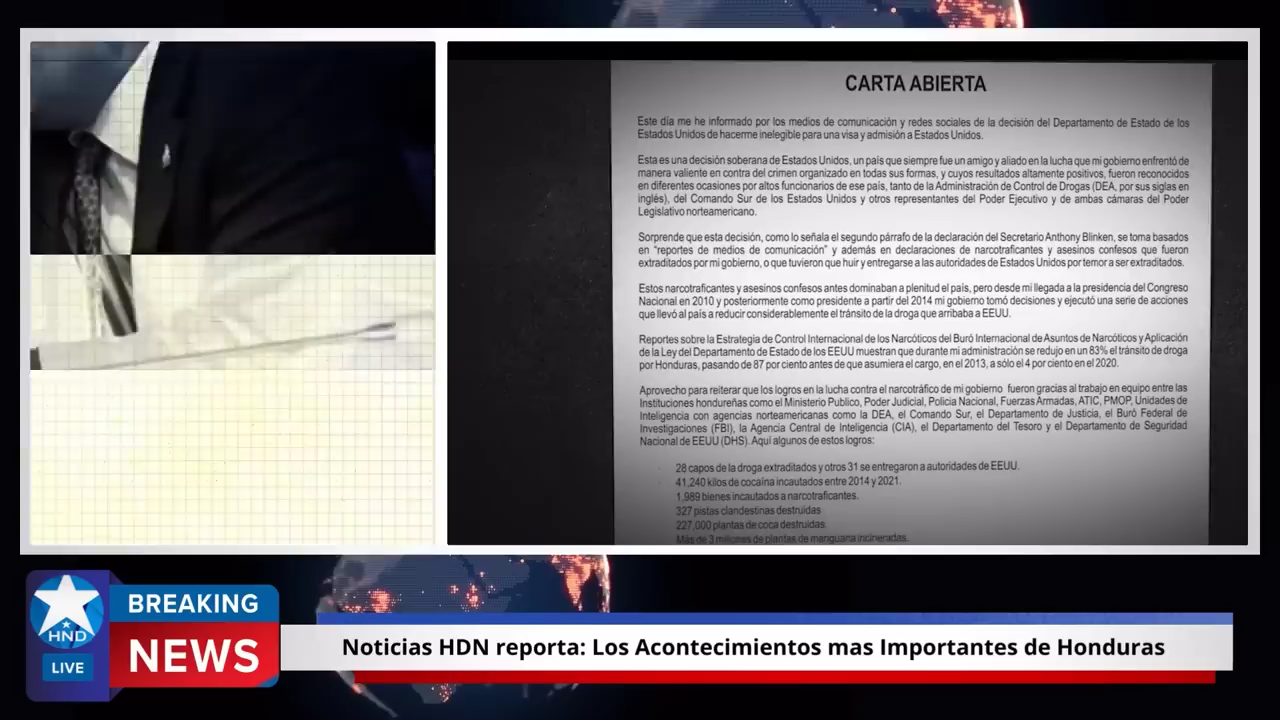 CARTA ABIERTA
Este día me he informado por los medios de comunicación y redes sociales de la decisión del Departamento de Estado de los
Estados Unidos de hacerme inelegible para una visa y admisión a Estados Unidos.
Esta es una decisión soberana de Estados Unidos, un país que siempre fue un amigo y aliado en la lucha que mi gobierno enfrentó de
manera valiente en contra del crimen organizado en todas sus formas, y cuyos resultados altamente positivos, fueron reconocidos
en diferentes ocasiones por altos funcionarios de ese país, tanto de la Administración de Control de Drogas (DEA, por sus siglas en
inglés), del Comando Sur de los Estados Unidos y otros representantes del Poder Ejecutivo y de ambas cámaras del Poder
Legislativo norteamericano.
Sorprende que esta decisión, como lo señala el segundo párrafo de la declaración del Secretario Anthony Blinken, se toma basados
en “reportes de medios de comunicación” y además en declaraciones de narcotraficantes y asesinos confesos que fueron
extraditados por mi gobierno, o que tuvieron que huir y entregarse a las autoridades de Estados Unidos por temor a ser extraditados.
Estos narcotraficantes y asesinos confesos antes dominaban a plenitud el país, pero desde mi llegada a la presidencia del Congreso
Nacional en 2010 y posteriormente como presidente a partir del 2014 mi gobierno tomó decisiones y ejecutó una serie de acciones
que llevó al país a reducir considerablemente el tránsito de la droga que arribaba a EEUU.
Reportes sobre la Estrategia de Control Internacional de los Narcóticos del Buró Internacional de Asuntos de Narcóticos y Aplicación
de la Ley del Departamento de Estado de los EEUU muestran que durante mi administración se redujo en un 83% el tránsito de droga
por Honduras, pasando de 87 por ciento antes de que asumiera el cargo, en el 2013, a sólo el 4 por ciento en el 2020.
Aprovecho para reiterar que los logros en la lucha contra el narcotráfico de mi gobierno fueron gracias al trabajo en equipo entre las
Instituciones hondureñas como el Ministerio Publico, Poder Judicial, Policia Nacional, Fuerzas Armadas, ATIC, PMOP, Unidades de
Inteligencia con agencias norteamericanas como la DEA, el Comando Sur, el Departamento de Justicia, el Buró Federal de
Investigaciones (FBI), la Agencia Central de Inteligencia (CIA), el Departamento del Tesoro y el Departamento de Seguridad
Nacional de EEUU (DHS). Aquí algunos de estos logros:
28 capos de la droga extraditados y otros 31 se entregaron a autoridades de EEUU.
41,240 kilos de cocaína incautados entre 2014 y 2021.
1,989 bienes incautados a narcotraficantes.
327 pistas clandestinas destruidas
227,000 plantas de coca destruidas.
Más de 3 millones de plantas de mariguana incineradas.
HND
LIVE
BREAKING
NEWS
Noticias HDN reporta: Los Acontecimientos mas Importantes de Honduras